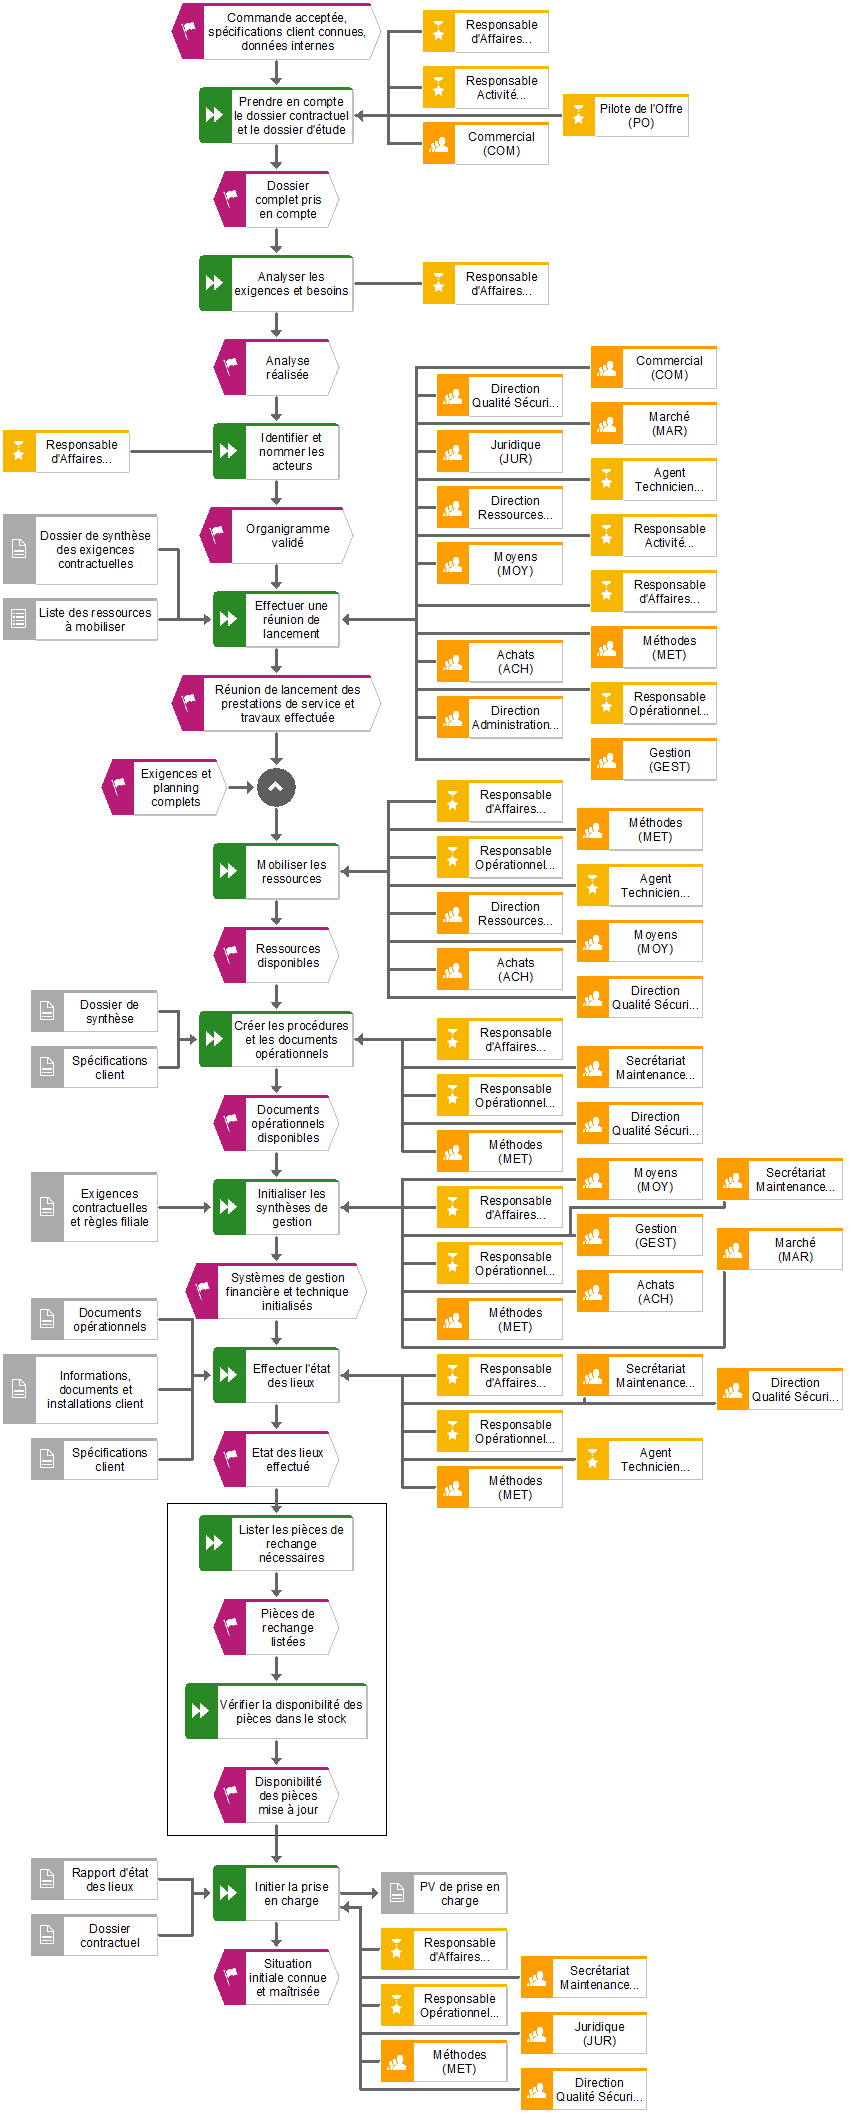 Commande acceptée,
spécifications client connues,
données internes
Responsable
d'Affaires...
Prendre en compte
le dossier contractuel
et le dossier d'étude
Responsable
Activité...
Pilote de l'Offre
(PO)
Commercial
(COM)
Dossier
complet pris
en compte
Analyser les
exigences et besoins
Responsable
d'Affaires...
Analyse
réalisée
Commercial
(COM)
Direction
Qualité Sécuri...
Marché
(MAR)
Responsable
d'Affaires...
Identifier et
nommer les
acteurs
Juridique
(JUR)
Agent
Technicien...
Direction
Ressources...
Organigramme
validé
Responsable
Activité...
Dossier de synthèse
des exigences
contractuelles
Moyens
(MOY)
Responsable
d'Affaires...
Liste des ressources
à mobiliser
Effectuer une
réunion de
lancement
Méthodes
(MET)
Achats
(ACH)
Réunion de lancement des
prestations de service et
travaux effectuée
Responsable
Opérationnel...
Direction
Administration...
Gestion
(GEST)
Exigences et
planning
complets
Responsable
d'Affaires...
Méthodes
(MET)
Mobiliser les
ressources
Responsable
Opérationnel...
Agent
Technicien...
Direction
Ressources...
Ressources
disponibles
Moyens
(MOY)
Achats
(ACH)
Direction
Qualité Sécuri...
Dossier de
synthèse
Créer les procédures
et les documents
opérationnels
Responsable
d'Affaires...
Spécifications
client
Secrétariat
Maintenance...
Responsable
Opérationnel...
Documents
opérationnels
disponibles
Direction
Qualité Sécuri...
Méthodes
(MET)
Moyens
(MOY)
Secrétariat
Maintenance...
Exigences
contractuelles
et règles filiale
Initialiser les
synthèses de
gestion
Responsable
d'Affaires...
Gestion
(GEST)
Marché
(MAR)
Responsable
Opérationnel...
Systèmes de gestion
financière et technique
initialisés
Achats
(ACH)
Documents
opérationnels
Méthodes
(MET)
Effectuer l'état
des lieux
Responsable
d'Affaires...
Secrétariat
Maintenance...
Direction
Qualité Sécuri...
Informations,
documents et
installations client
Responsable
Opérationnel...
Spécifications
client
Etat des lieux
effectué
Agent
Technicien...
Méthodes
(MET)
Lister les pièces de
rechange
nécessaires
Pièces de
rechange
listées
Vérifier la disponibilité des
pièces dans le stock
Disponibilité
des pièces
mise à jour
Rapport d'état
des lieux
Initier la prise
en charge
PV de prise en
charge
Dossier
contractuel
Responsable
d'Affaires...
Situation
initiale connue
et maîtrisée
Secrétariat
Maintenance...
Responsable
Opérationnel...
Juridique
(JUR)
Méthodes
(MET)
Direction
Qualité Sécuri...